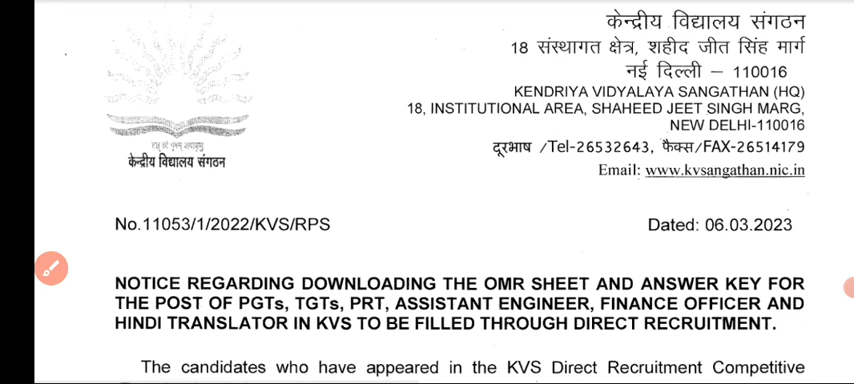 केन्द्रीय विद्यालय संगठन
18 संस्थागत क्षेत्र, शहीद जीत सिंह मार्ग
नई दिल्ली – 110016
KENDRIYA VIDYALAYA SANGATHAN (HQ)
18, INSTITUTIONAL AREA, SHAHEED JEET SINGH MARG,
NEW DELHI-110016
दूरभाष /Tel-26532643, फैक्स/FAX-26514179
Email: www.kvsangathan.nic.in
केन्द्रीय विद्यालय संगठन
No.11053/1/2022/KVS/RPS
Dated: 06.03.2023
NOTICE REGARDING DOWNLOADING THE OMR SHEET AND ANSWER KEY FOR
THE POST OF PGTs, TGTs, PRT, ASSISTANT ENGINEER, FINANCE OFFICER AND
HINDI TRANSLATOR IN KVS TO BE FILLED THROUGH DIRECT RECRUITMENT.
The candidates who have appeared in the KVS Direct Recruitment Competitive